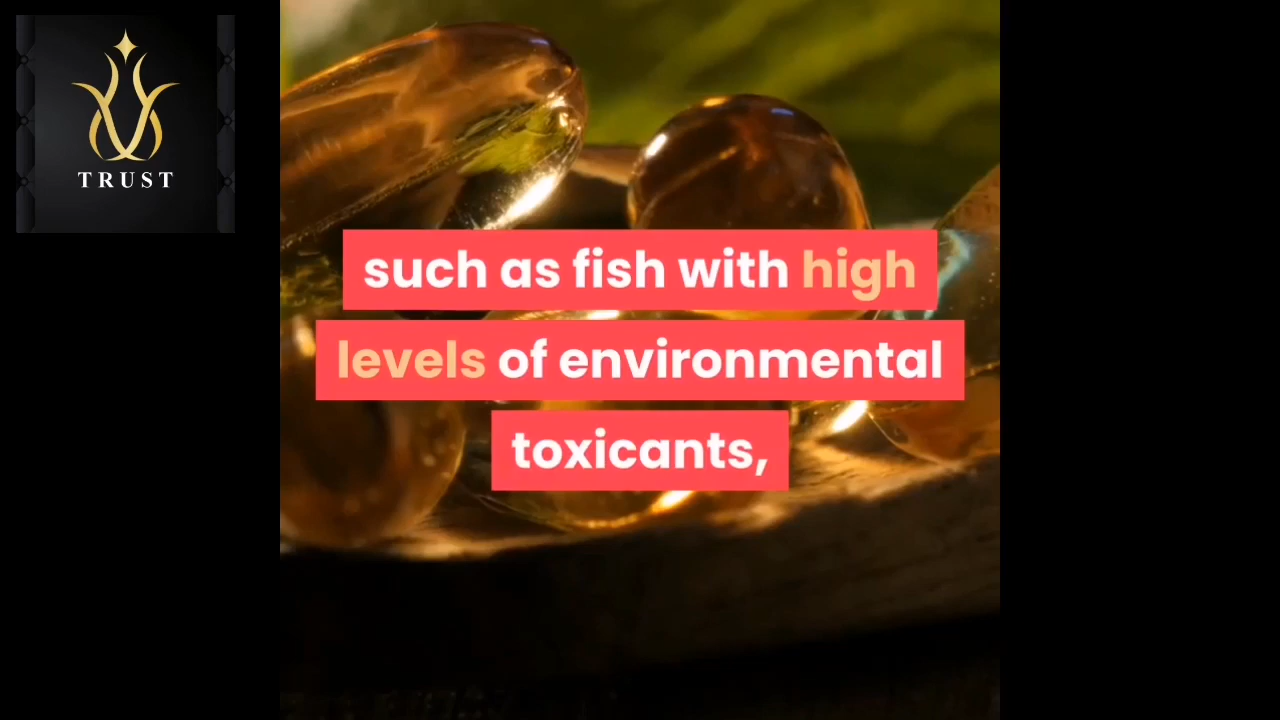 TRUST
such as fish with high
levels of environmental
toxicants,